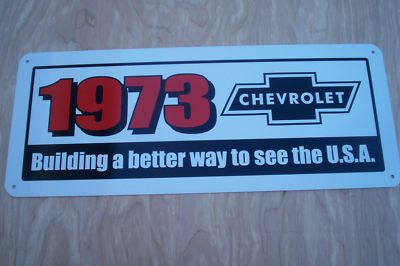 1973 CHEVROLET
Building a better way to see the U.S.A.